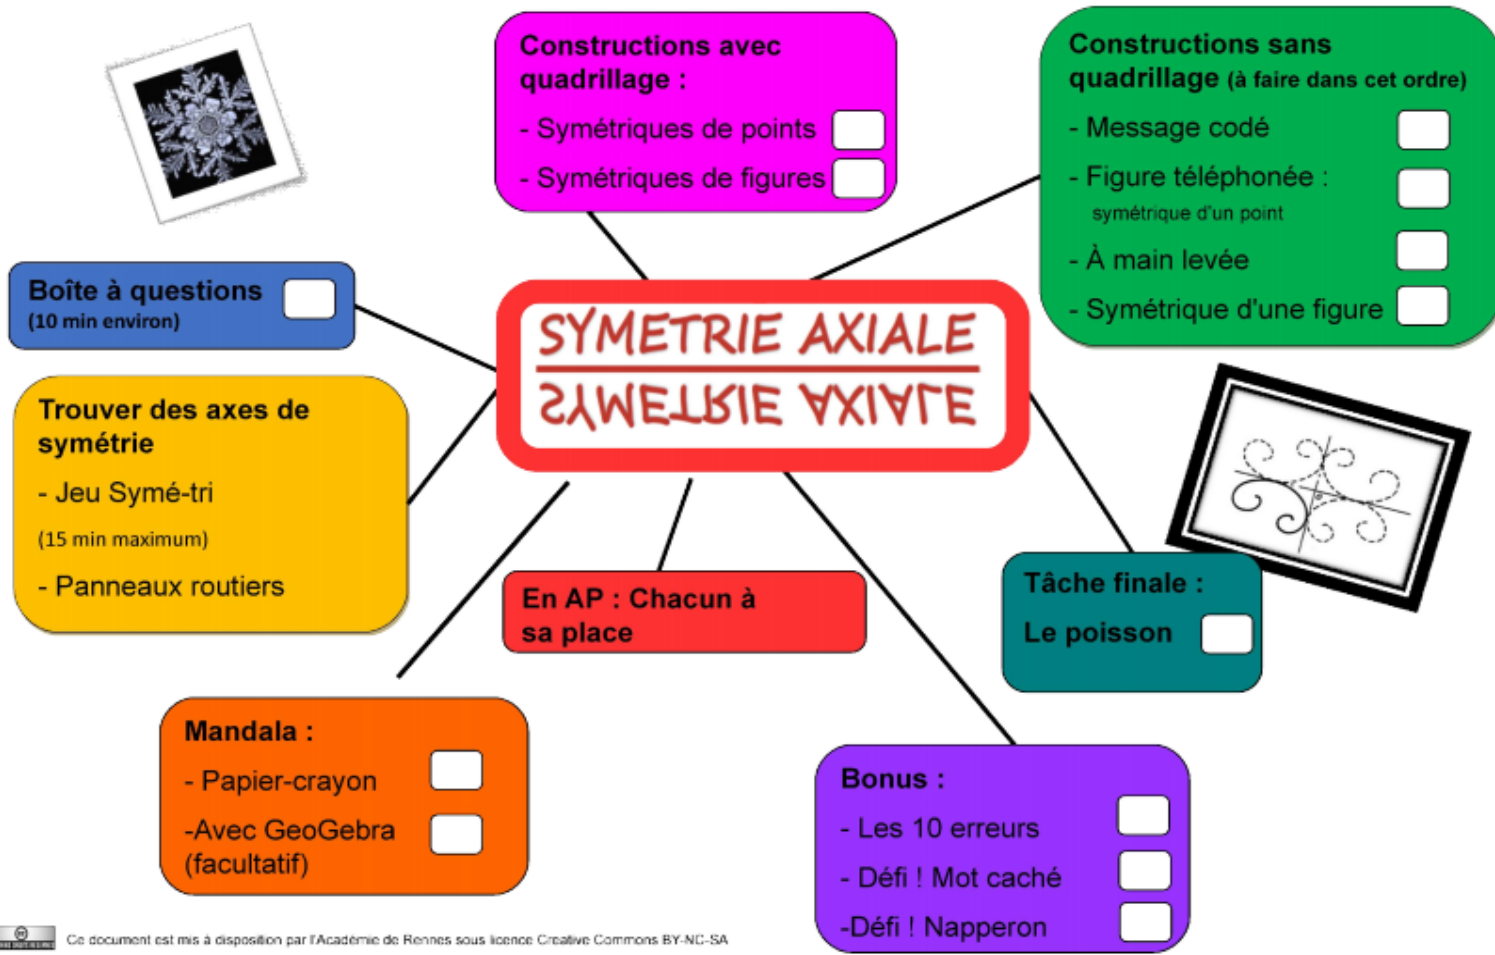 Constructions avec
quadrillage :
- Symétriques de points
- Symétriques de figures
Constructions sans
quadrillage (à faire dans cet ordre)
- Message codé
- Figure téléphonée :
symétrique d'un point
- À main levée
- Symétrique d'une figure
Boîte à questions
(10 min environ)
SYMETRIE AXIALE
SYMETRIE AXIALE
Trouver des axes de
symétrie
- Jeu Symé-tri
(15 min maximum)
- Panneaux routiers
En AP : Chacun à
sa place
Tâche finale :
Le poisson
Mandala :
- Papier-crayon
-Avec GeoGebra
(facultatif)
Bonus :
- Les 10 erreurs
- Défi ! Mot caché
-Défi ! Napperon
Ce document est mis à disposition par l'Académie de Rennes sous licence Creative Commons BY-NC-SA